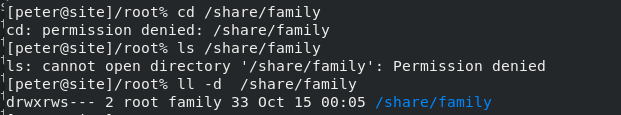 [peter@site]/root% cd /share/family
cd: permission denied: /share/family
[peter@site]/root% ls /share/family
ls: cannot open directory '/share/family': Permission denied
[peter@site]/root% ll -d  /share/family
drwxrws--- 2 root family 33 Oct 15 00:05 /share/family